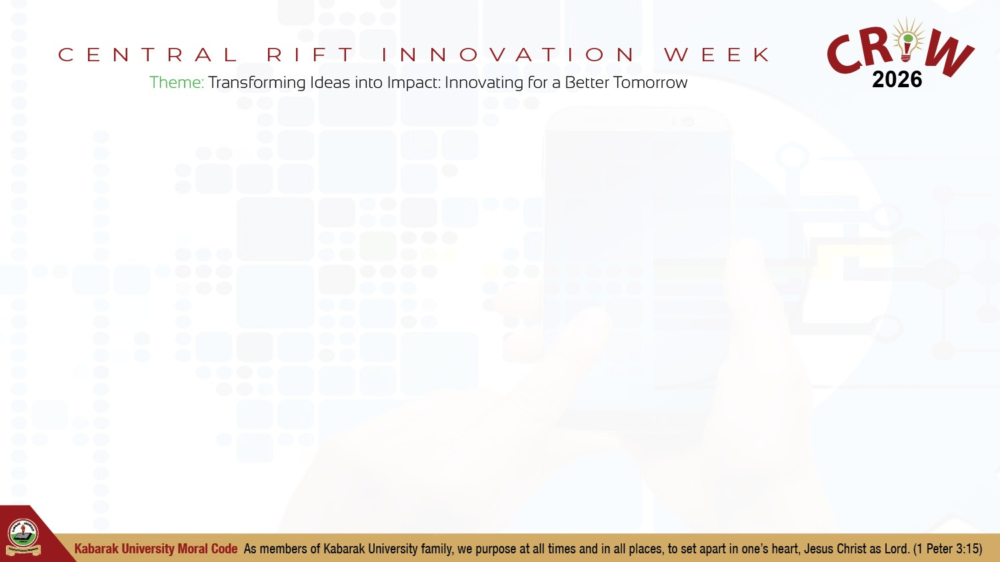 CENTRAL RIFT INNOVATION WEEK
Theme: Transforming Ideas into Impact: Innovating for a Better Tomorrow
CRIW
2026
Kabarak University Moral Code As members of Kabarak University family, we purpose at all times and in all places, to set apart in one’s heart, Jesus Christ as Lord. (1 Peter 3:15)